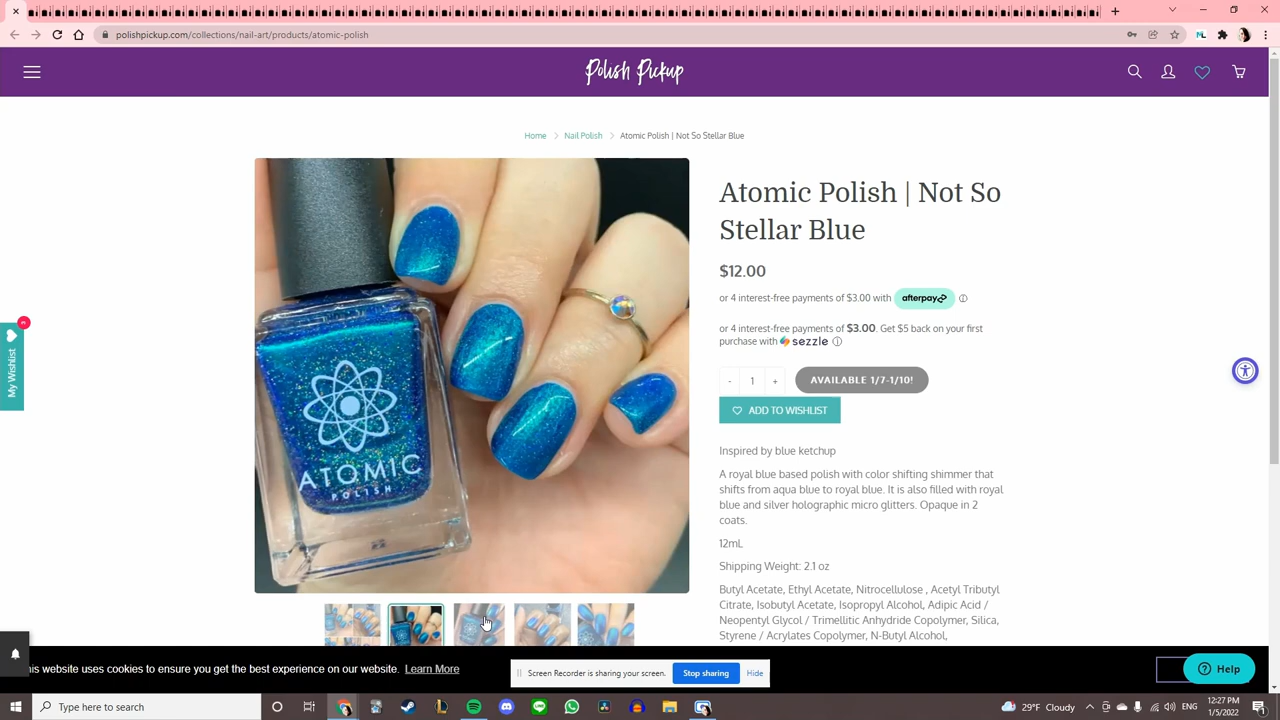 polishpickup.com/collections/nail-art/products/atomic-polish
Polish Pickup
Home > Nail Polish > Atomic Polish | Not So Stellar Blue
Atomic Polish | Not So
Stellar Blue
$12.00
or 4 interest-free payments of $3.00 with afterpay
or 4 interest-free payments of $3.00. Get $5 back on your first
purchase with sezzle
- 1 + AVAILABLE 1/7-1/10!
ADD TO WISHLIST
My Wishlist
Inspired by blue ketchup
A royal blue based polish with color shifting shimmer that
shifts from aqua blue to royal blue. It is also filled with royal
blue and silver holographic micro glitters. Opaque in 2
coats.
12mL
Shipping Weight: 2.1 oz
Butyl Acetate, Ethyl Acetate, Nitrocellulose , Acetyl Tributyl
Citrate, Isobutyl Acetate, Isopropyl Alcohol, Adipic Acid /
Neopentyl Glycol / Trimellitic Anhydride Copolymer, Silica,
Styrene / Acrylates Copolymer, N-Butyl Alcohol,
ATOMIC
POLISH
his website uses cookies to ensure you get the best experience on our website. Learn More
Screen Recorder is sharing your screen. Stop sharing Hide
Help
Type here to search
29°F Cloudy
12:27 PM
1/5/2022